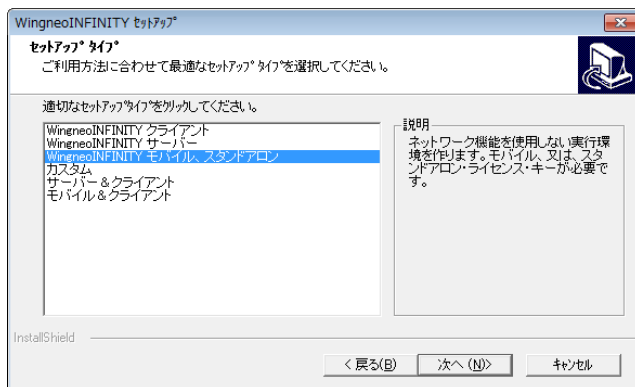 WingneoINFINITY ｾｯﾄｱｯﾌﾟ
ｾｯﾄｱｯﾌﾟ ﾀｲﾌﾟ
ご利用方法に合わせて最適なｾｯﾄｱｯﾌﾟ ﾀｲﾌﾟを選択してください。
適切なｾｯﾄｱｯﾌﾟﾀｲﾌﾟをｸﾘｯｸしてください。
WingneoINFINITY クライアント
WingneoINFINITY サーバー
WingneoINFINITY モバイル、スタンドアロン
カスタム
サーバー＆クライアント
モバイル＆クライアント
説明
ネットワーク機能を使用しない実行環
境を作ります。モバイル、又は、スタ
ンドアロン・ライセンス・キーが必要で
す。
InstallShield
< 戻る(B)
次へ (N)>
ｷｬﾝｾﾙ